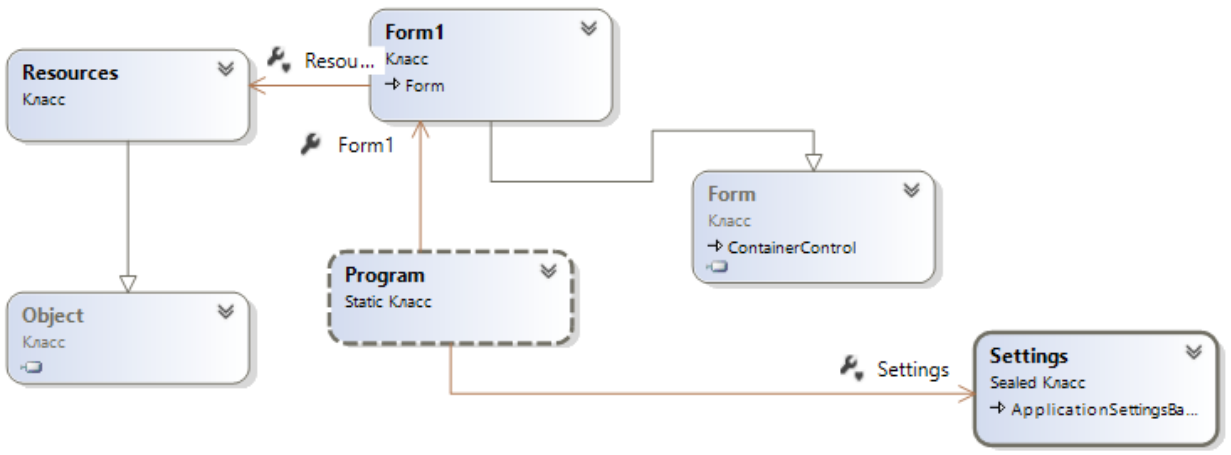 Form1
Класс
Form
Resou...
Resources
Класс
Form1
Form
Класс
ContainerControl
Program
Static Класс
Object
Класс
Settings
Settings
Sealed Класс
ApplicationSettingsBa...